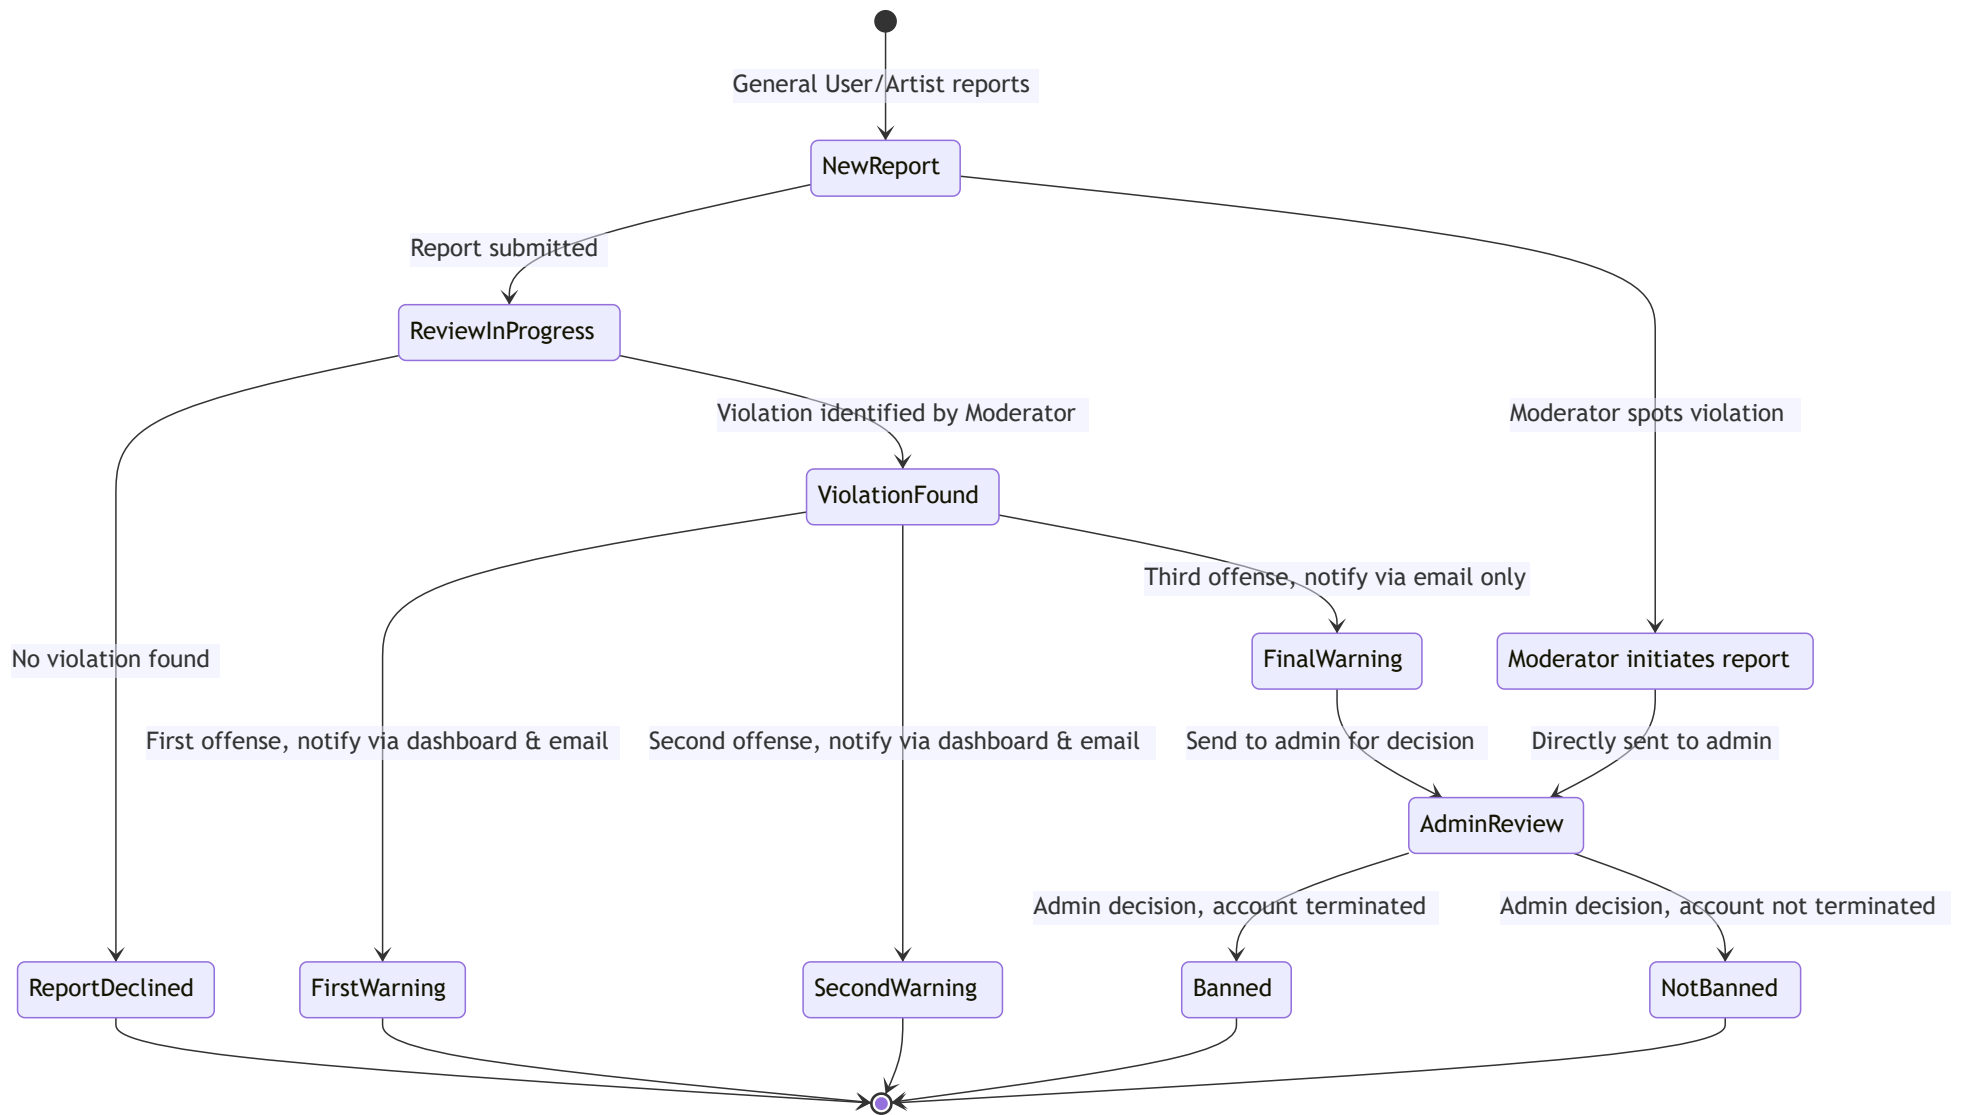 General User/Artist reports
NewReport
Report submitted
ReviewInProgress
Violation identified by Moderator
Moderator spots violation
ViolationFound
Third offense, notify via email only
No violation found
FinalWarning
Moderator initiates report
First offense, notify via dashboard & email
Second offense, notify via dashboard & email
Send to admin for decision
Directly sent to admin
AdminReview
Admin decision, account terminated
Admin decision, account not terminated
ReportDeclined
FirstWarning
SecondWarning
Banned
NotBanned